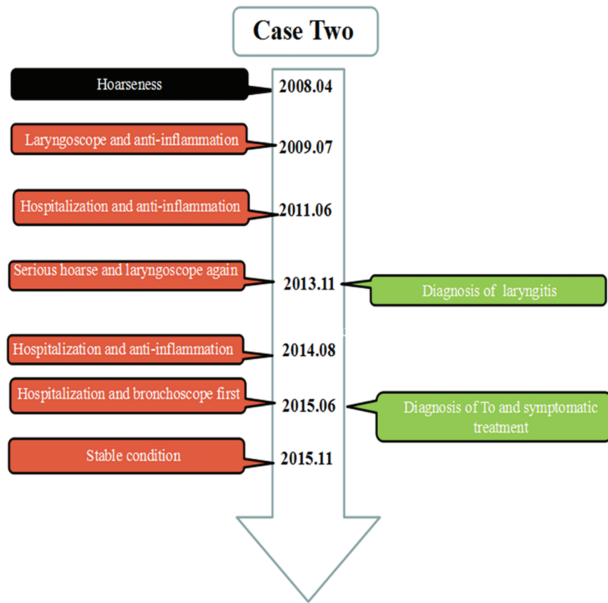 Case Two
Hoarseness
2008.04
Laryngoscope and anti-inflammation
2009.07
Hospitalization and anti-inflammation
2011.06
Serious hoarse and laryngoscope again
2013.11
Diagnosis of laryngitis
Hospitalization and anti-inflammation
2014.08
Hospitalization and bronchoscope first
2015.06
Diagnosis of To and symptomatic
treatment
Stable condition
2015.11